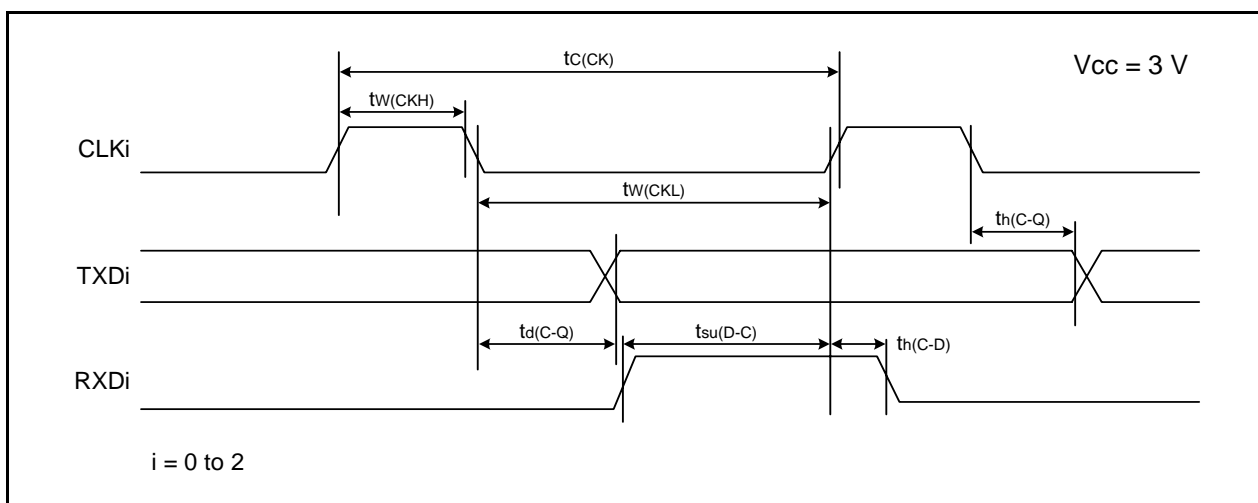 tC(CK)
Vcc = 3 V
tW(CKH)
CLKi
tW(CKL)
th(C-Q)
TXDi
td(C-Q)
tsu(D-C)
th(C-D)
RXDi
i = 0 to 2